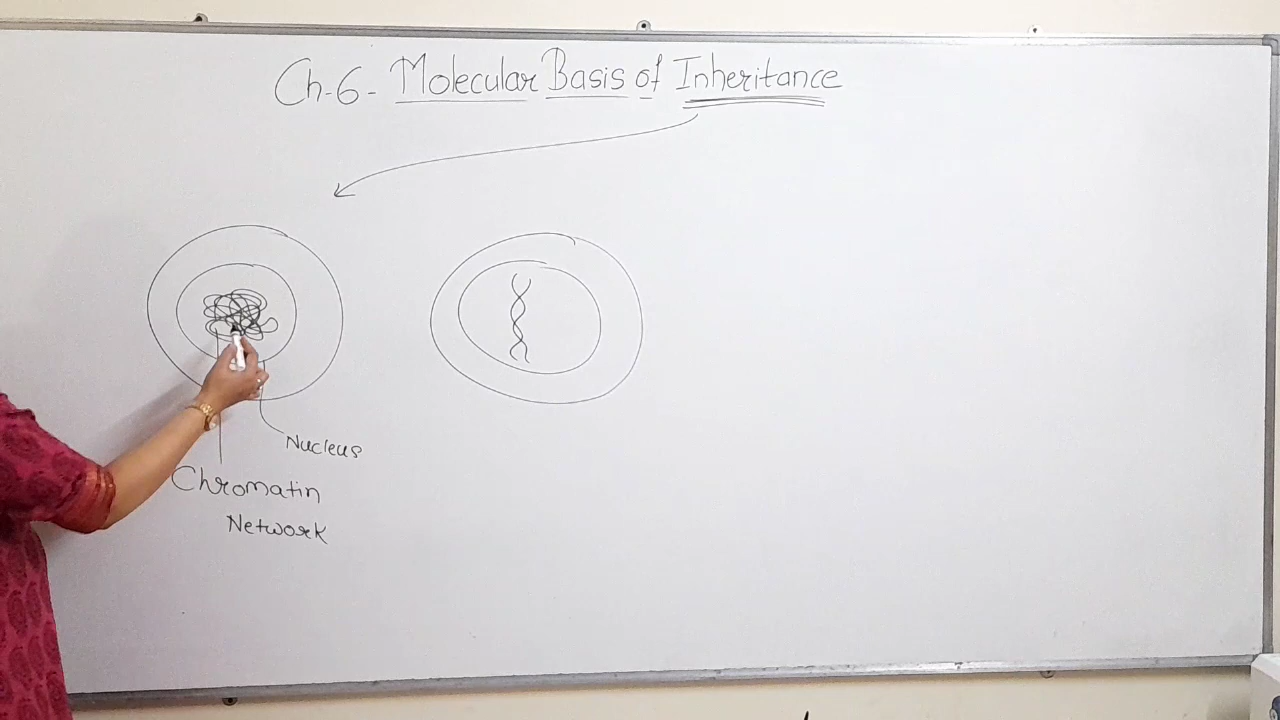 Ch-6- Molecular Basis of Inheritance
Nucleus
Chromatin
Network